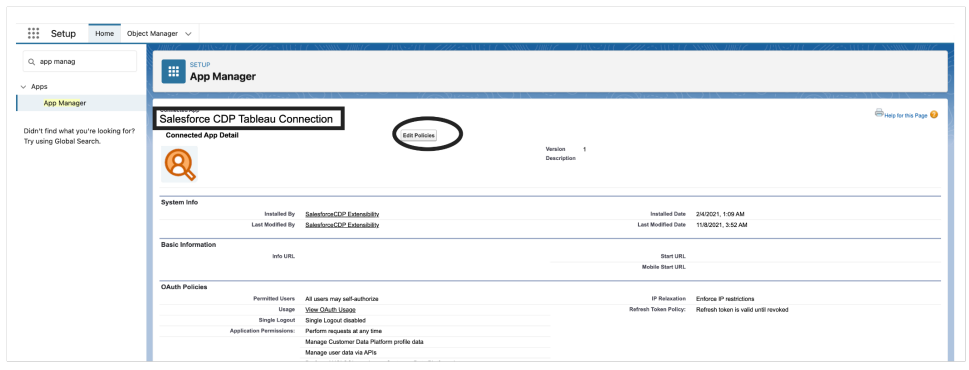 Setup Home Object Manager
app manag
Apps
App Manager
Didn't find what you're looking for?
Try using Global Search.
SETUP
App Manager
Connected App
Salesforce CDP Tableau Connection
Help for this Page
Connected App Detail
Edit Policies
Version 1
Description
System Info
Installed By SalesforceCDP Extensibility Installed Date 2/4/2021, 1:09 AM
Last Modified By SalesforceCDP Extensibility Last Modified Date 11/8/2021, 3:52 AM
Basic Information
Info URL Start URL
Mobile Start URL
OAuth Policies
Permitted Users All users may self-authorize IP Relaxation Enforce IP restrictions
Usage View OAuth Usage Refresh Token Policy: Refresh token is valid until revoked
Single Logout Single Logout disabled
Application Permissions: Perform requests at any time
Manage Customer Data Platform profile data
Manage user data via APIs